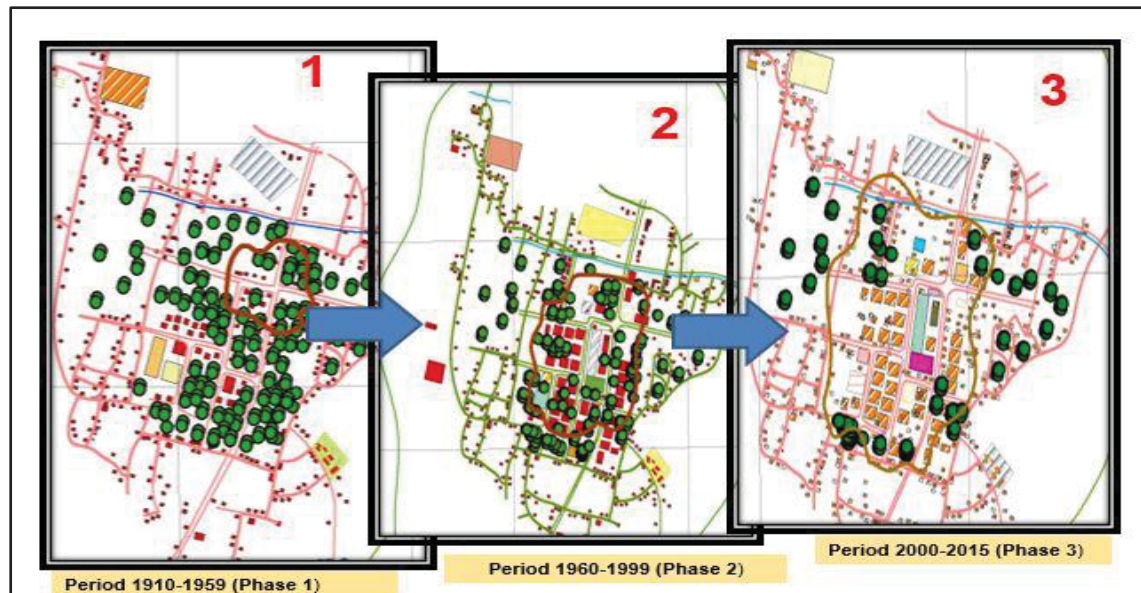 1
2
3
Period 1910-1959 (Phase 1)
Period 1960-1999 (Phase 2)
Period 2000-2015 (Phase 3)